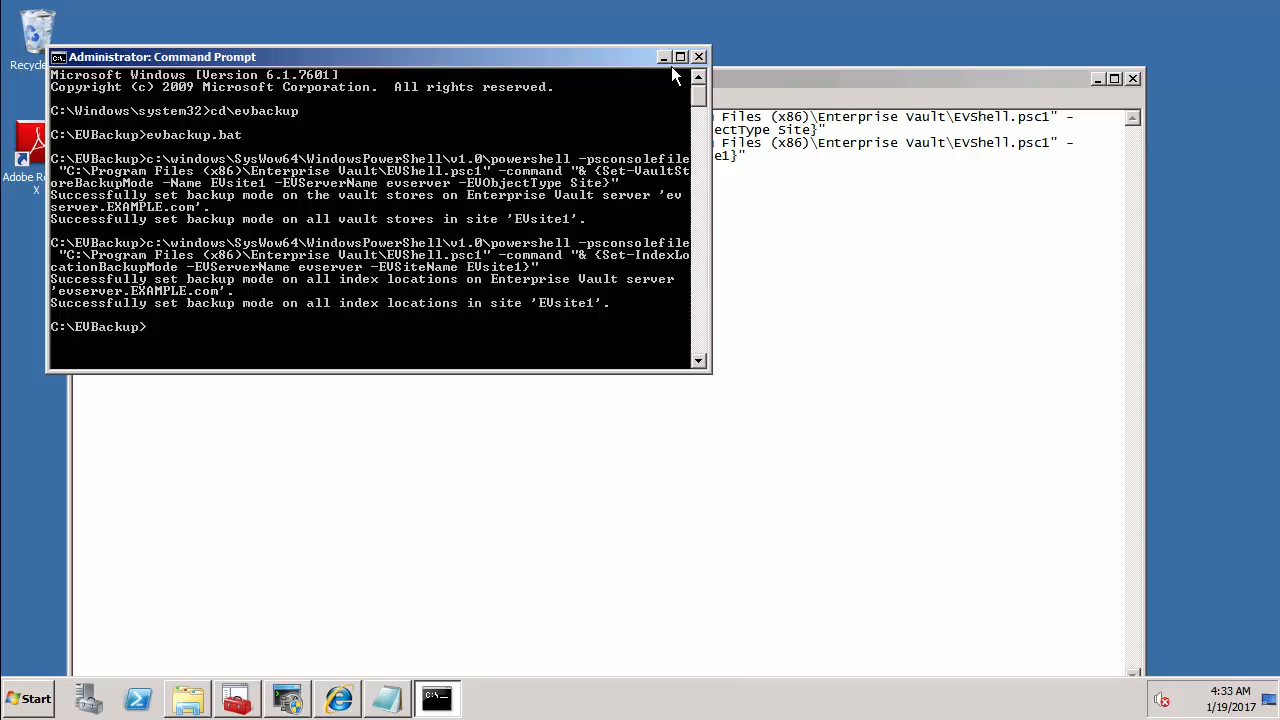 Recycle
Adobe Re
X
Administrator: Command Prompt
Microsoft Windows [Version 6.1.7601]
Copyright (c) 2009 Microsoft Corporation.  All rights reserved.
C:\Windows\system32>cd\evbackup
C:\EVBackup>evbackup.bat
C:\EVBackup>c:\windows\SysWow64\WindowsPowerShell\v1.0\powershell -psconsolefile
"C:\Program Files (x86)\Enterprise Vault\EVShell.psc1" -command "& {Set-VaultSt
oreBackupMode -Name EVsite1 -EVServerName evserver -EVObjectType Site}"
Successfully set backup mode on the vault stores on Enterprise Vault server 'ev
server.EXAMPLE.com'.
Successfully set backup mode on all vault stores in site 'EVsite1'.
C:\EVBackup>c:\windows\SysWow64\WindowsPowerShell\v1.0\powershell -psconsolefile
"C:\Program Files (x86)\Enterprise Vault\EVShell.psc1" -command "& {Set-IndexLo
cationBackupMode -EVServerName evserver -EVSiteName EVsite1}"
Successfully set backup mode on all index locations on Enterprise Vault server
'evserver.EXAMPLE.com'.
Successfully set backup mode on all index locations in site 'EVsite1'.
C:\EVBackup>
Files (x86)\Enterprise Vault\EVShell.psc1" -
ectType Site}"
Files (x86)\Enterprise Vault\EVShell.psc1" -
e1}"
Start
4:33 AM
1/19/2017